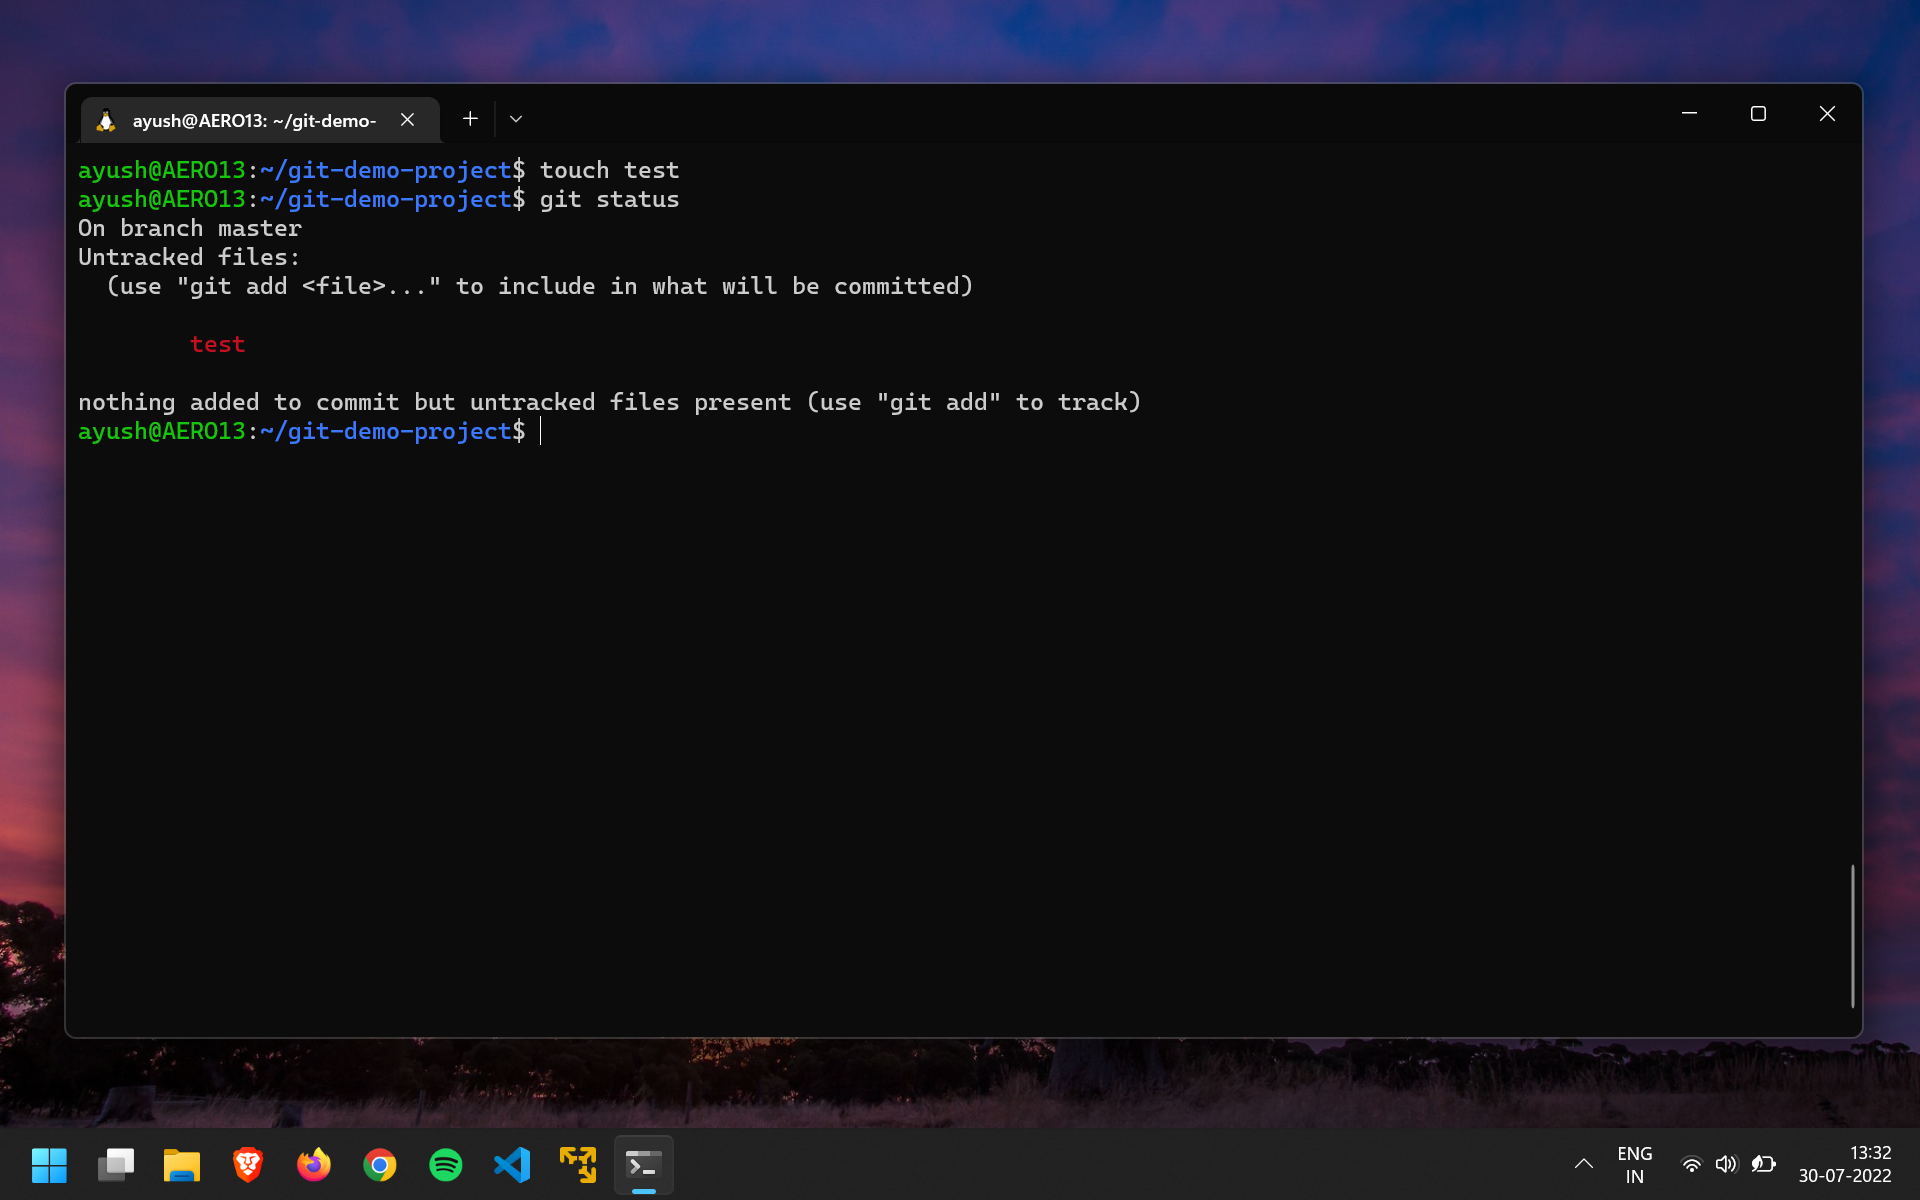 ayush@AERO13: ~/git-demo-
ayush@AERO13:~/git-demo-project$ touch test
ayush@AERO13:~/git-demo-project$ git status
On branch master
Untracked files:
  (use "git add <file>..." to include in what will be committed)
        test
nothing added to commit but untracked files present (use "git add" to track)
ayush@AERO13:~/git-demo-project$
ENG
IN
13:32
30-07-2022